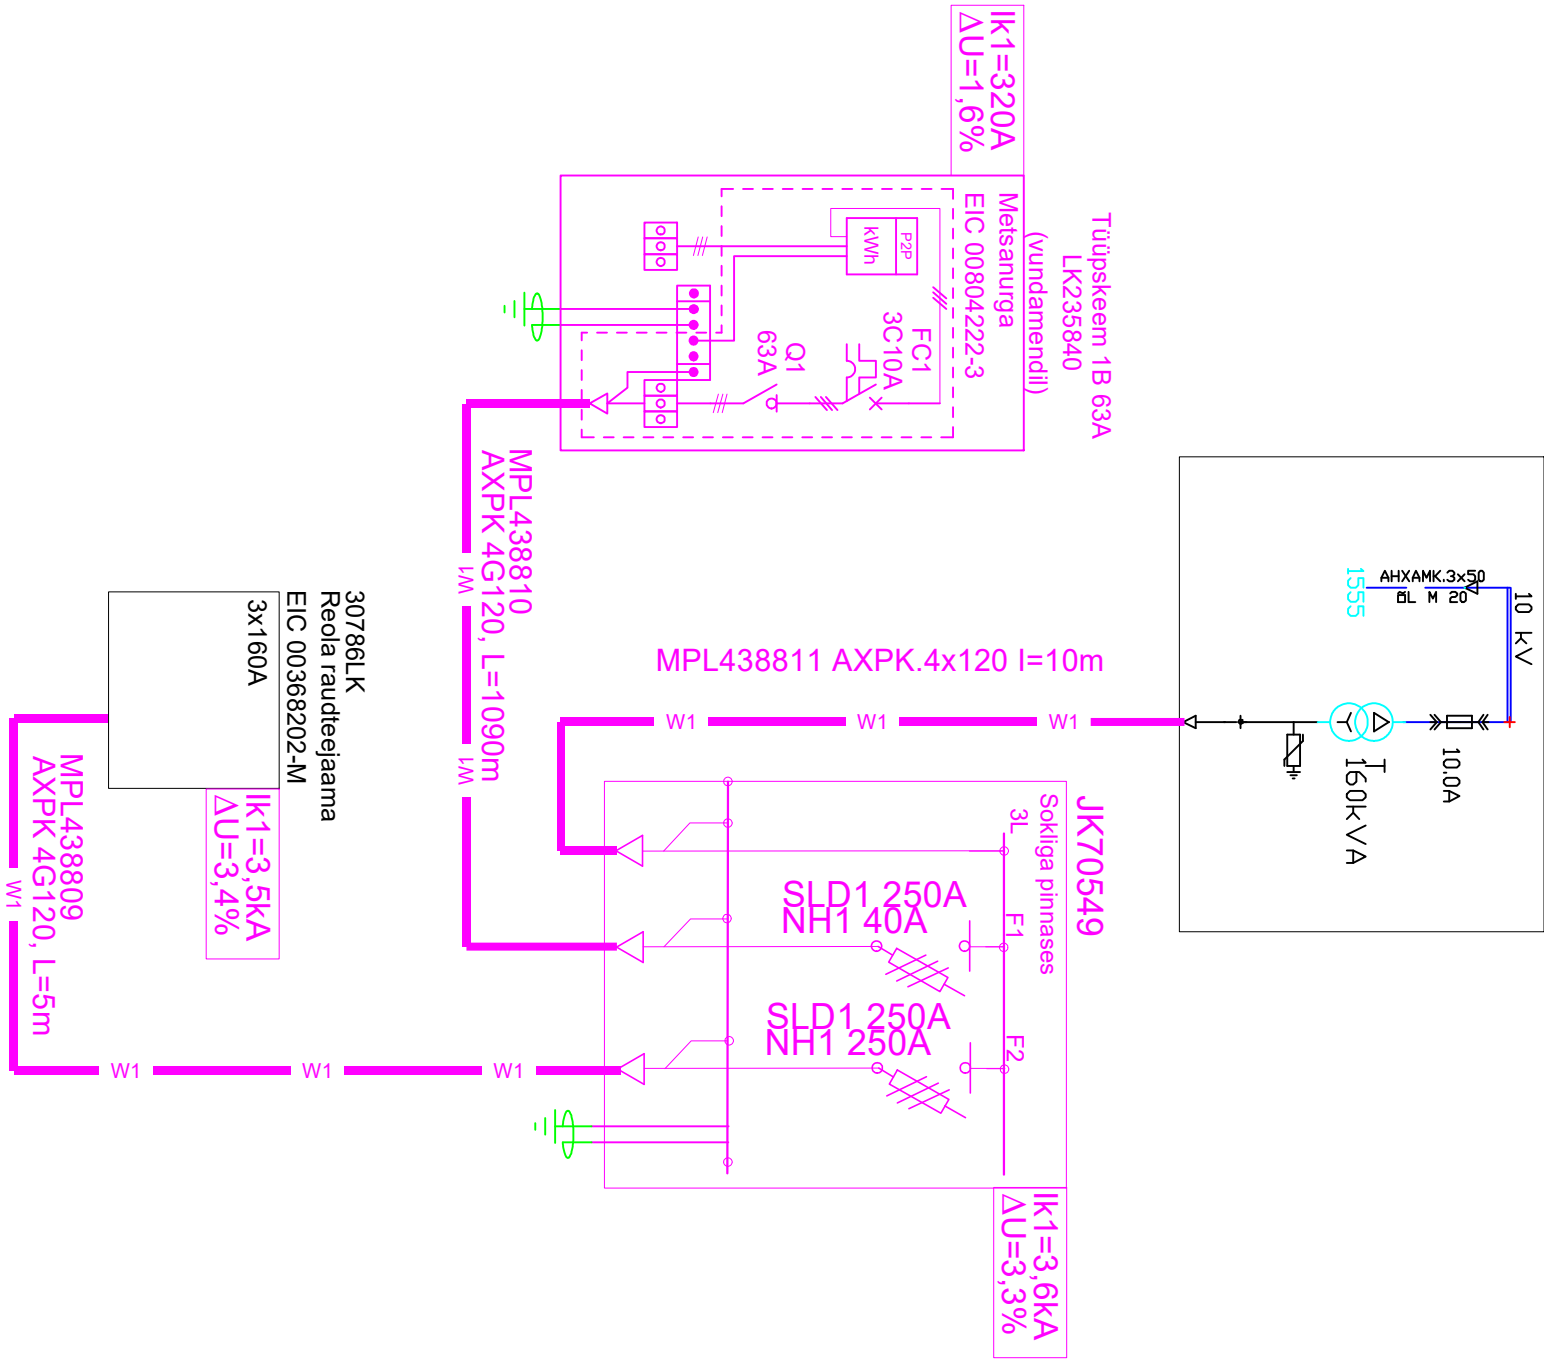 Ik1=320A
ΔU=1,6%
Tüüpskeem 1B 63A
LK235840
(vundamendil)
Metsanurga
EIC 00804222-3
P2P
kWh
FC1
3C10A
Q1
63A
MPL438810
AXPK 4G120, L=1090m
W1
W1
10 kV
AHXAMK.3x50
ÕL M 20
1555
10.0A
T
160kVA
MPL438811 AXPK.4x120 l=10m
W1
W1
W1
30786LK
Reola raudteejaama
EIC 00368202-M
3x160A
Ik1=3,5kA
ΔU=3,4%
MPL438809
AXPK 4G120, L=5m
W1
W1
W1
W1
JK70549
Sokliga pinnases
3L
F1
SLD1 250A
NH1 40A
F2
SLD1 250A
NH1 250A
Ik1=3,6kA
ΔU=3,3%